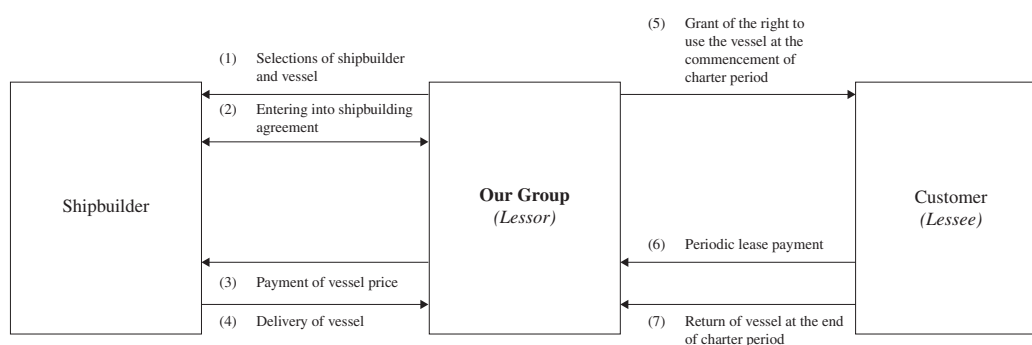 (5) Grant of the right to
use the vessel at the
commencement of
charter period
(1) Selections of shipbuilder
and vessel
(2) Entering into shipbuilding
agreement
Shipbuilder
Our Group
(Lessor)
Customer
(Lessee)
(6) Periodic lease payment
(3) Payment of vessel price
(4) Delivery of vessel
(7) Return of vessel at the end
of charter period